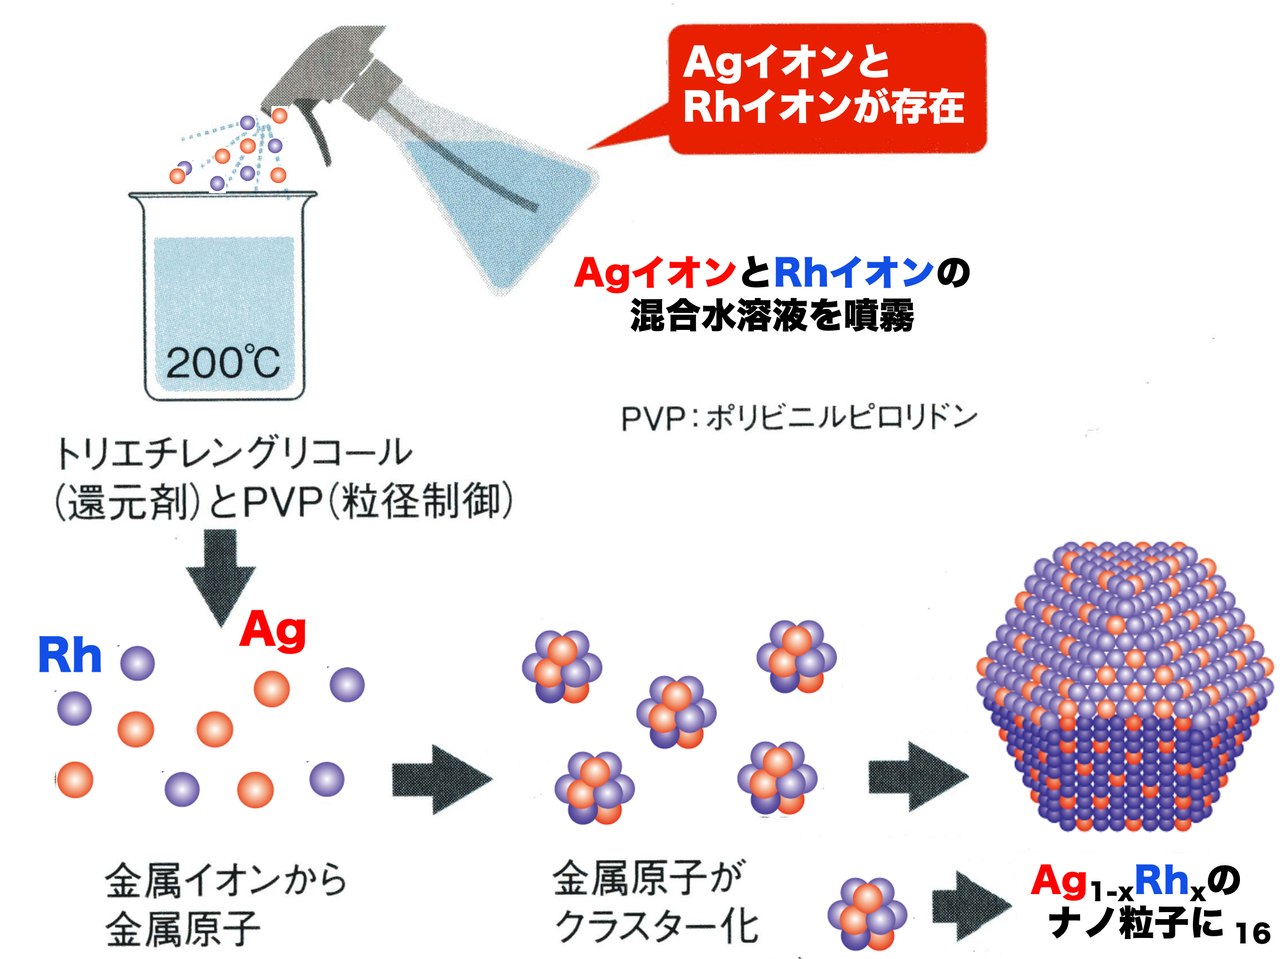 Agイオンと
Rhイオンが存在
AgイオンとRhイオンの
混合水溶液を噴霧
200℃
PVP：ポリビニルピロリドン
トリエチレングリコール
(還元剤)とPVP(粒径制御)
Rh
Ag
金属イオンから
金属原子
金属原子が
クラスター化
Ag1-xRhxの
ナノ粒子に
16